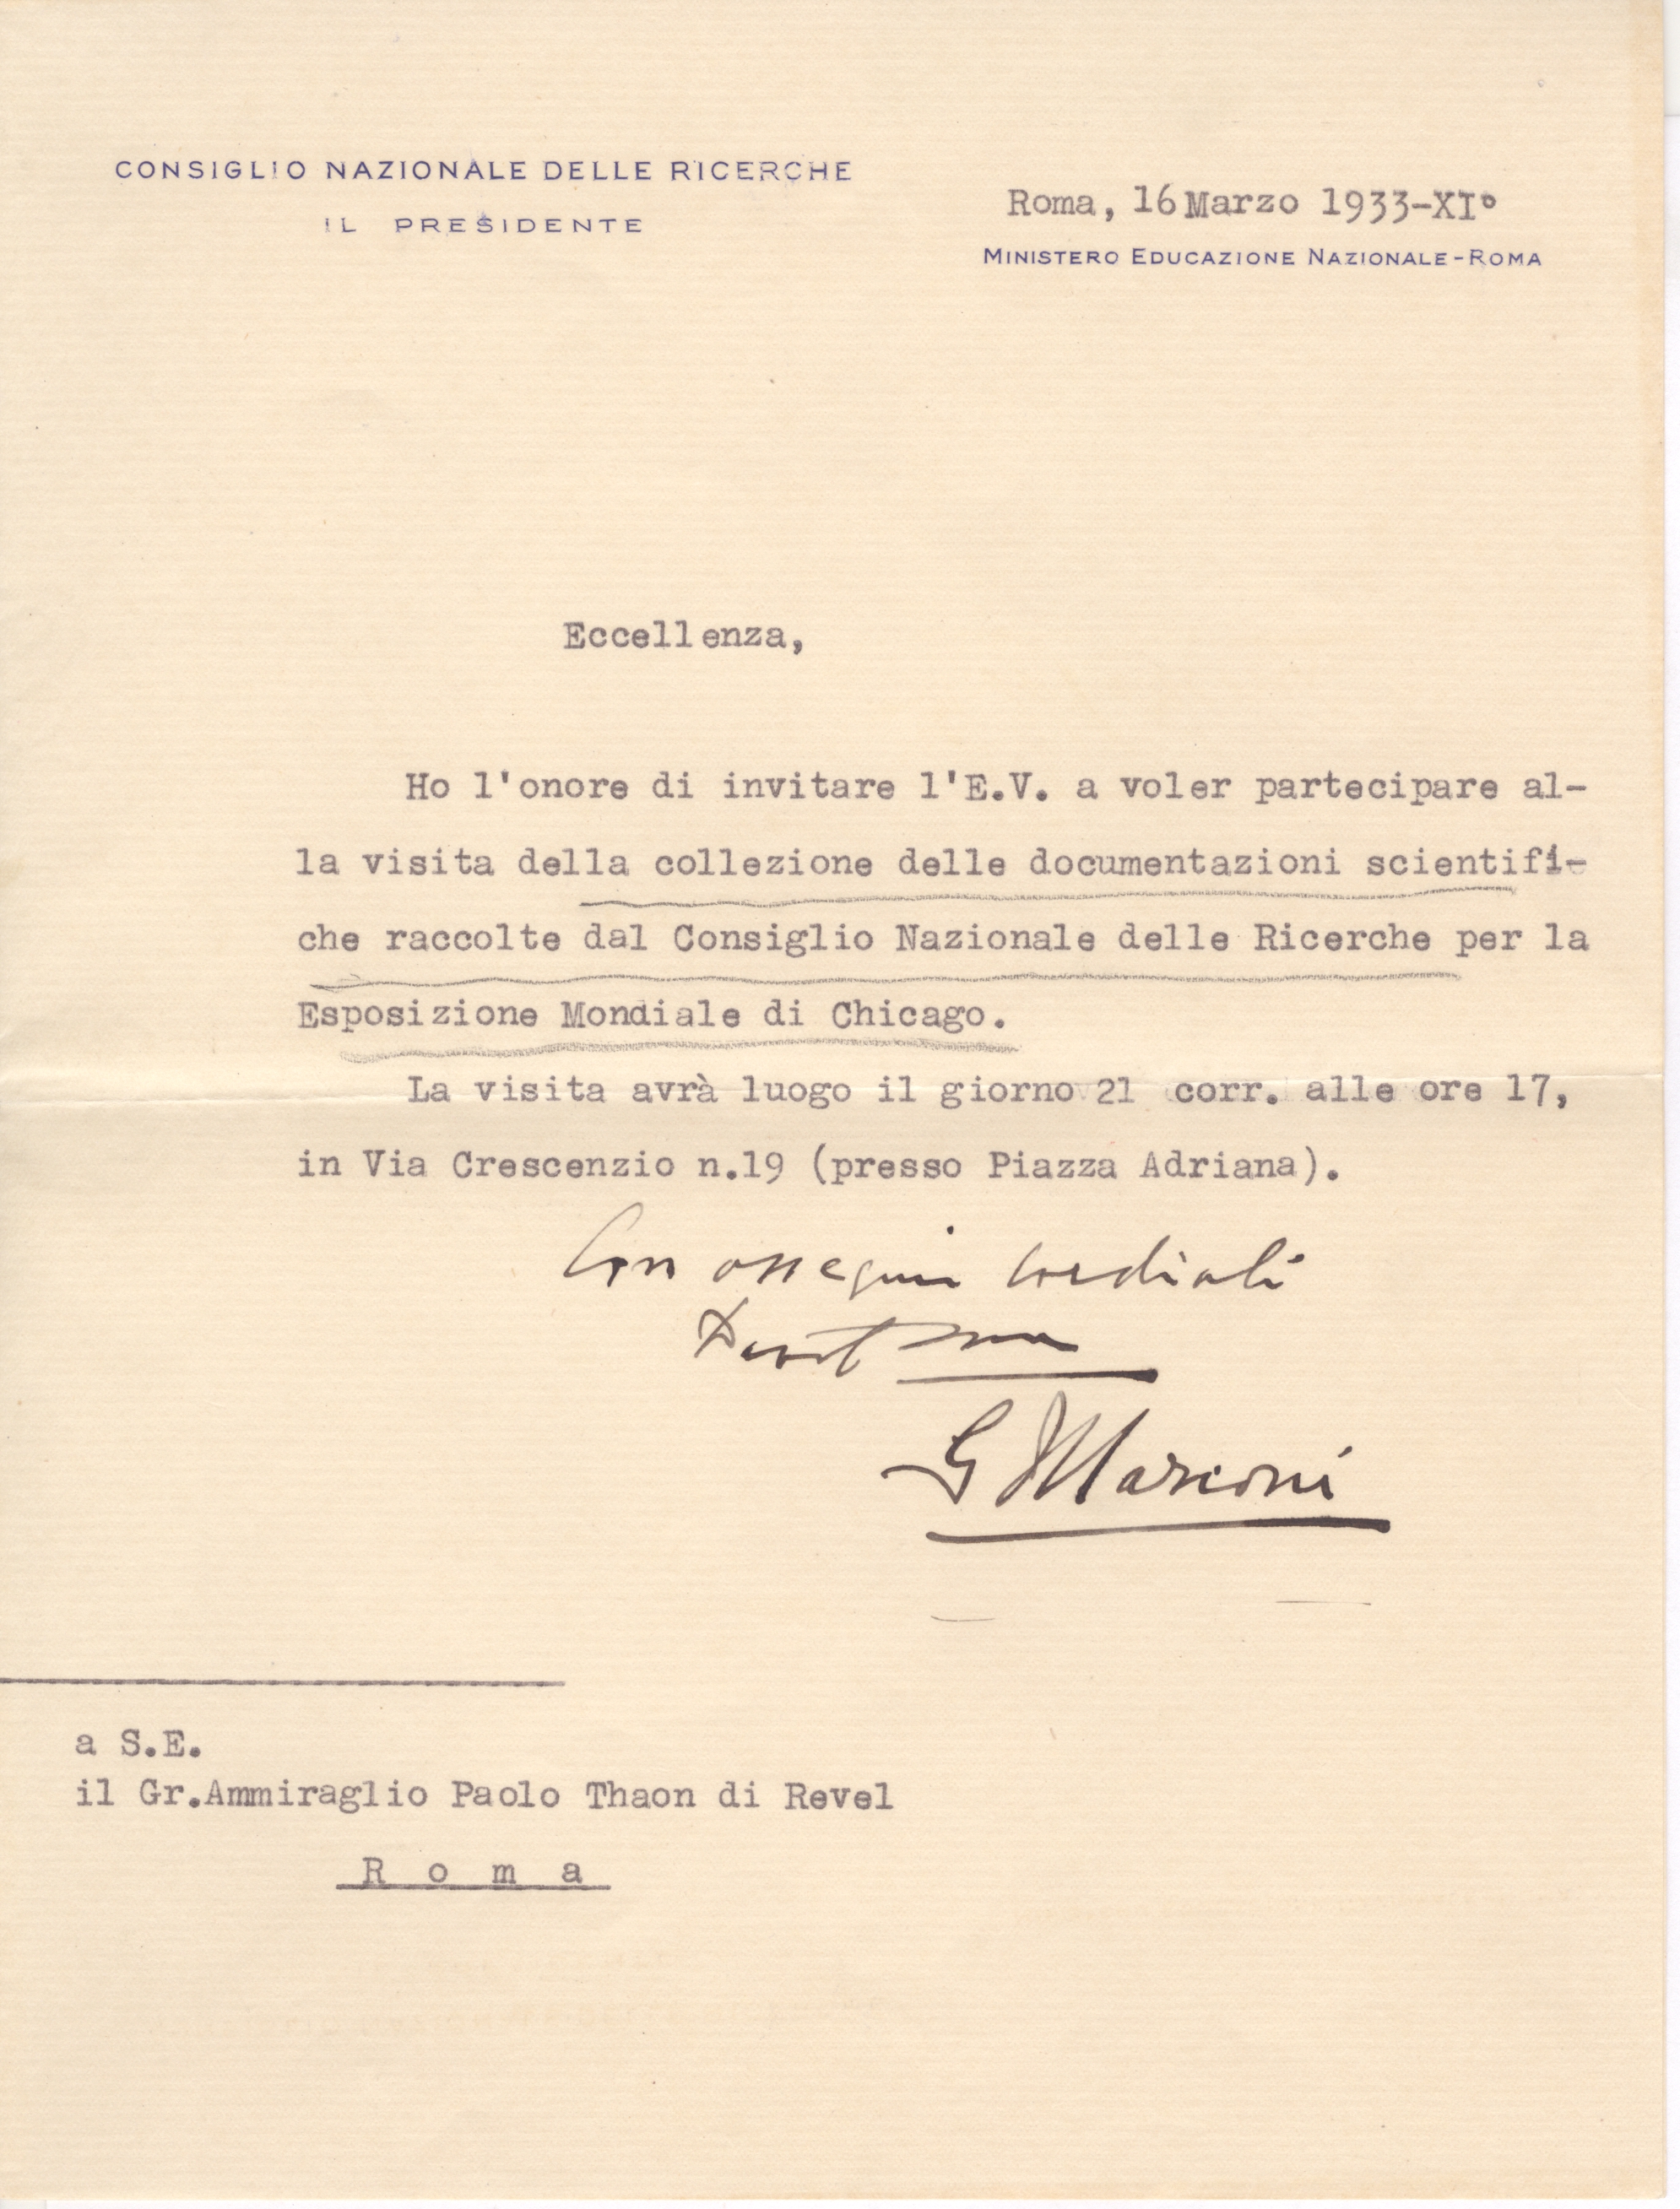 CONSIGLIO NAZIONALE DELLE RICERCHE
IL PRESIDENTE
Roma, 16 Marzo 1933-XI°
MINISTERO EDUCAZIONE NAZIONALE-ROMA
Eccellenza,
Ho l'onore di invitare l'E.V. a voler partecipare al-
la visita della collezione delle documentazioni scientifi-
che raccolte dal Consiglio Nazionale delle Ricerche per la
Esposizione Mondiale di Chicago.
La visita avrà luogo il giorno 21 corr. alle ore 17,
in Via Crescenzio n.19 (presso Piazza Adriana).
Con ossequi cordiali
G Marconi
a S.E.
il Gr.Ammiraglio Paolo Thaon di Revel
R o m a